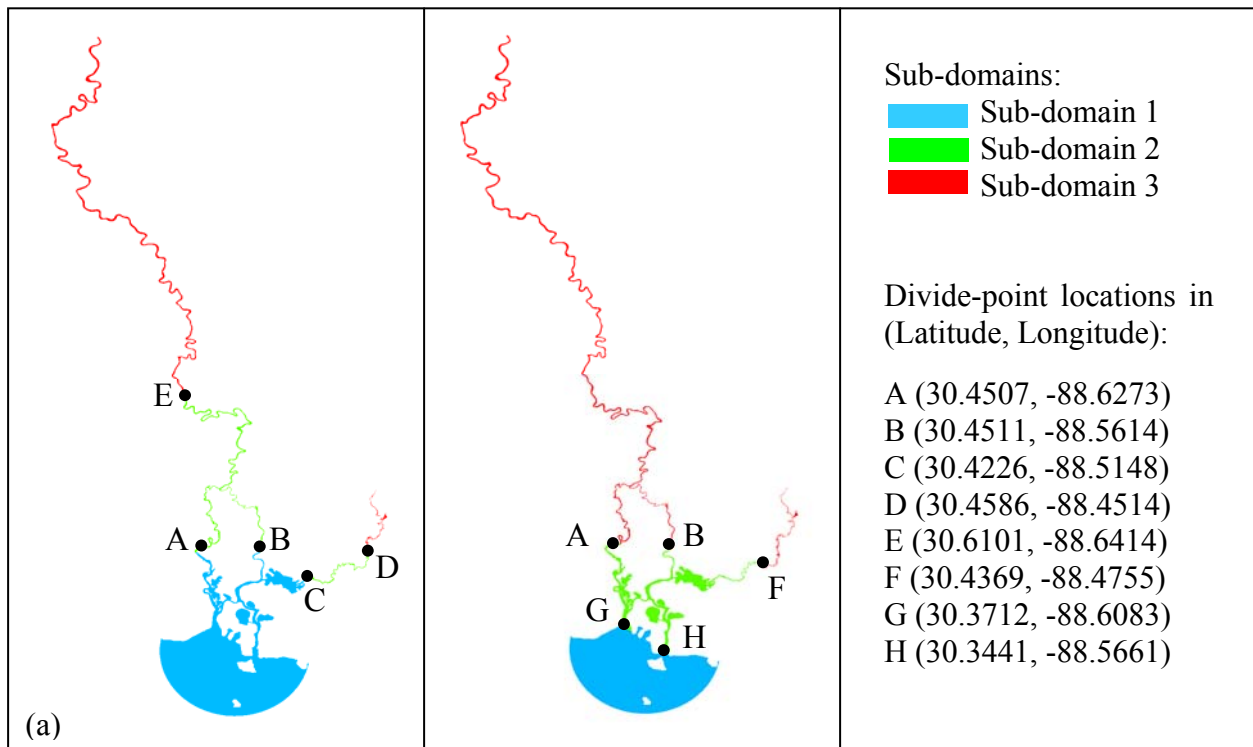 E
A
B
D
C
(a)
A
B
F
G
H
Sub-domains:
Sub-domain 1
Sub-domain 2
Sub-domain 3
Divide-point locations in
(Latitude, Longitude):
A (30.4507, -88.6273)
B (30.4511, -88.5614)
C (30.4226, -88.5148)
D (30.4586, -88.4514)
E (30.6101, -88.6414)
F (30.4369, -88.4755)
G (30.3712, -88.6083)
H (30.3441, -88.5661)